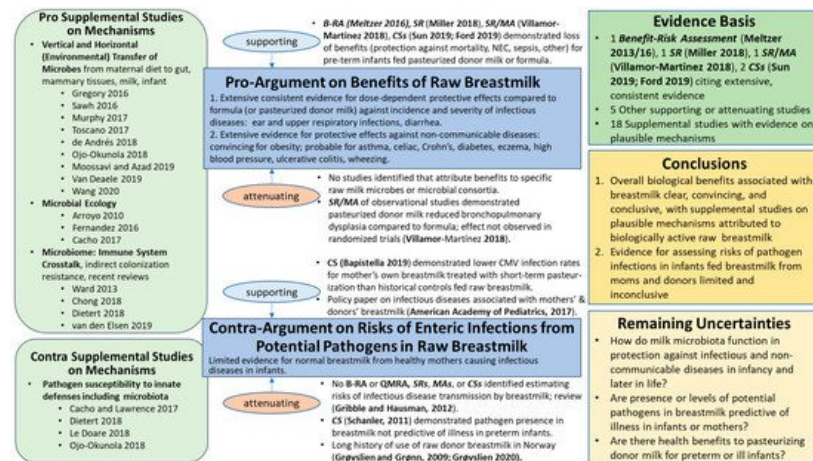 Pro Supplemental Studies
on Mechanisms
• Vertical and Horizontal
(Environmental) Transfer of
Microbes from maternal diet to gut,
mammary tissues, milk, infant
• Gregory 2016
• Sawh 2016
• Murphy 2017
• Toscano 2017
• de Andrés 2018
• Ojo-Okunola 2018
• Moossavi and Azad 2019
• Van Deaele 2019
• Wang 2020
• Microbial Ecology
• Arroyo 2010
• Fernandez 2016
• Cacho 2017
• Microbiome: Immune System
Crosstalk, indirect colonization
resistance, recent reviews
• Ward 2013
• Chong 2018
• Dietert 2018
• van den Elsen 2019
Contra Supplemental Studies
on Mechanisms
• Pathogen susceptibility to innate
defenses including microbiota
• Cacho and Lawrence 2017
• Dietert 2018
• Le Doare 2018
• Ojo-Okunola 2018
supporting
• B-RA (Meltzer 2016), SR (Miller 2018), SR/MA (Villamor-
Martinez 2018), CSs (Sun 2019; Ford 2019) demonstrated loss
of benefits (protection against mortality, NEC, sepsis, other) for
pre-term infants fed pasteurized donor milk or formula.
Pro-Argument on Benefits of Raw Breastmilk
1. Extensive consistent evidence for dose-dependent protective effects compared to
formula (or pasteurized donor milk) against incidence and severity of infectious
diseases: ear and upper respiratory infections, diarrhea.
2. Extensive evidence for protective effects against non-communicable diseases:
convincing for obesity; probable for asthma, celiac, Crohn's, diabetes, eczema, high
blood pressure, ulcerative colitis, wheezing.
attenuating
• No studies identified that attribute benefits to specific
raw milk microbes or microbial consortia.
• SR/MA of observational studies demonstrated
pasteurized donor milk reduced bronchopulmonary
dysplasia compared to formula; effect not observed in
randomized trials (Villamor-Martínez 2018).
supporting
• CS (Bapistella 2019) demonstrated lower CMV infection rates
for mother's own breastmilk treated with short-term pasteur-
ization than historical controls fed raw breastmilk.
• Policy paper on infectious diseases associated with mothers' &
donors' breastmilk (American Academy of Pediatrics, 2017).
Contra-Argument on Risks of Enteric Infections from
Potential Pathogens in Raw Breastmilk
Limited evidence for normal breastmilk from healthy mothers causing infectious
diseases in infants.
attenuating
• No B-RA or QMRA, SRs, MAs, or CSs identified estimating
risks of infectious disease transmission by breastmilk; review
(Gribble and Hausman, 2012).
• CS (Schanler, 2011) demonstrated pathogen presence in
breastmilk not predictive of illness in preterm infants.
• Long history of use of raw donor breastmilk in Norway
(Grøvslien and Grønn, 2009; Grøvslien 2020).
Evidence Basis
• 1 Benefit-Risk Assessment (Meltzer
2013/16), 1 SR (Miller 2018), 1 SR/MA
(Villamor-Martinez 2018), 2 CSs (Sun
2019; Ford 2019) citing extensive,
consistent evidence
• 5 Other supporting or attenuating studies
• 18 Supplemental studies with evidence on
plausible mechanisms
Conclusions
1. Overall biological benefits associated with
breastmilk clear, convincing, and
conclusive, with supplemental studies on
plausible mechanisms attributed to
biologically active raw breastmilk
2. Evidence for assessing risks of pathogen
infections in infants fed breastmilk from
moms and donors limited and
inconclusive
Remaining Uncertainties
• How do milk microbiota function in
protection against infectious and non-
communicable diseases in infancy and
later in life?
• Are presence or levels of potential
pathogens in breastmilk predictive of
illness in infants or mothers?
• Are there health benefits to pasteurizing
donor milk for preterm or ill infants?